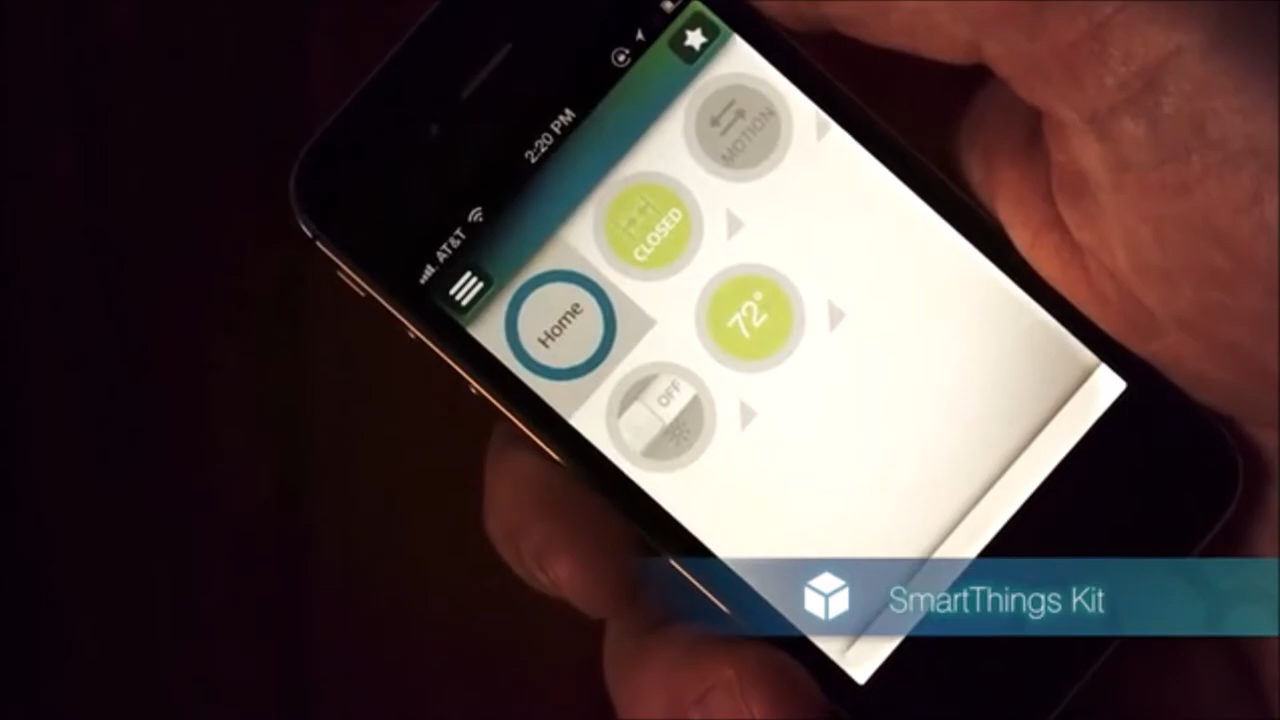 AT&T 2:20 PM
Home
CLOSED
MOTION
OFF
72°
SmartThings Kit